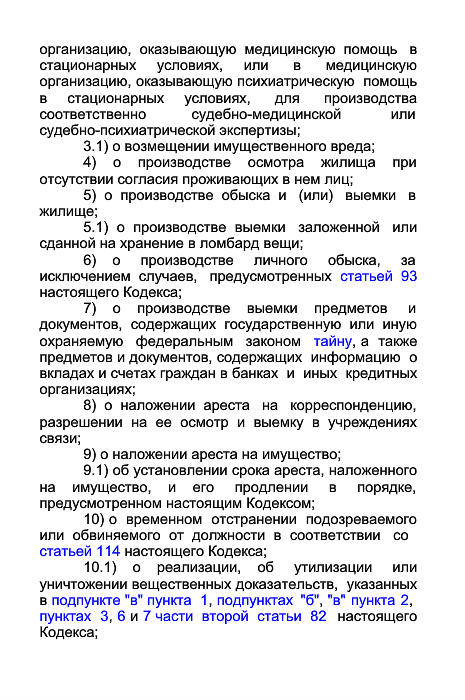 организацию, оказывающую медицинскую помощь в
стационарных условиях, или в медицинскую
организацию, оказывающую психиатрическую помощь
в стационарных условиях, для производства
соответственно судебно-медицинской или
судебно-психиатрической экспертизы;
3.1) о возмещении имущественного вреда;
4) о производстве осмотра жилища при
отсутствии согласия проживающих в нем лиц;
5) о производстве обыска и (или) выемки в
жилище;
5.1) о производстве выемки заложенной или
сданной на хранение в ломбард вещи;
6) о производстве личного обыска, за
исключением случаев, предусмотренных статьей 93
настоящего Кодекса;
7) о производстве выемки предметов и
документов, содержащих государственную или иную
охраняемую федеральным законом тайну, а также
предметов и документов, содержащих информацию о
вкладах и счетах граждан в банках и иных кредитных
организациях;
8) о наложении ареста на корреспонденцию,
разрешении на ее осмотр и выемку в учреждениях
связи;
9) о наложении ареста на имущество;
9.1) об установлении срока ареста, наложенного
на имущество, и его продлении в порядке,
предусмотренном настоящим Кодексом;
10) о временном отстранении подозреваемого
или обвиняемого от должности в соответствии со
статьей 114 настоящего Кодекса;
10.1) о реализации, об утилизации или
уничтожении вещественных доказательств, указанных
в подпункте "в" пункта 1, подпунктах "б", "в" пункта 2,
пунктах 3, 6 и 7 части второй статьи 82 настоящего
Кодекса;